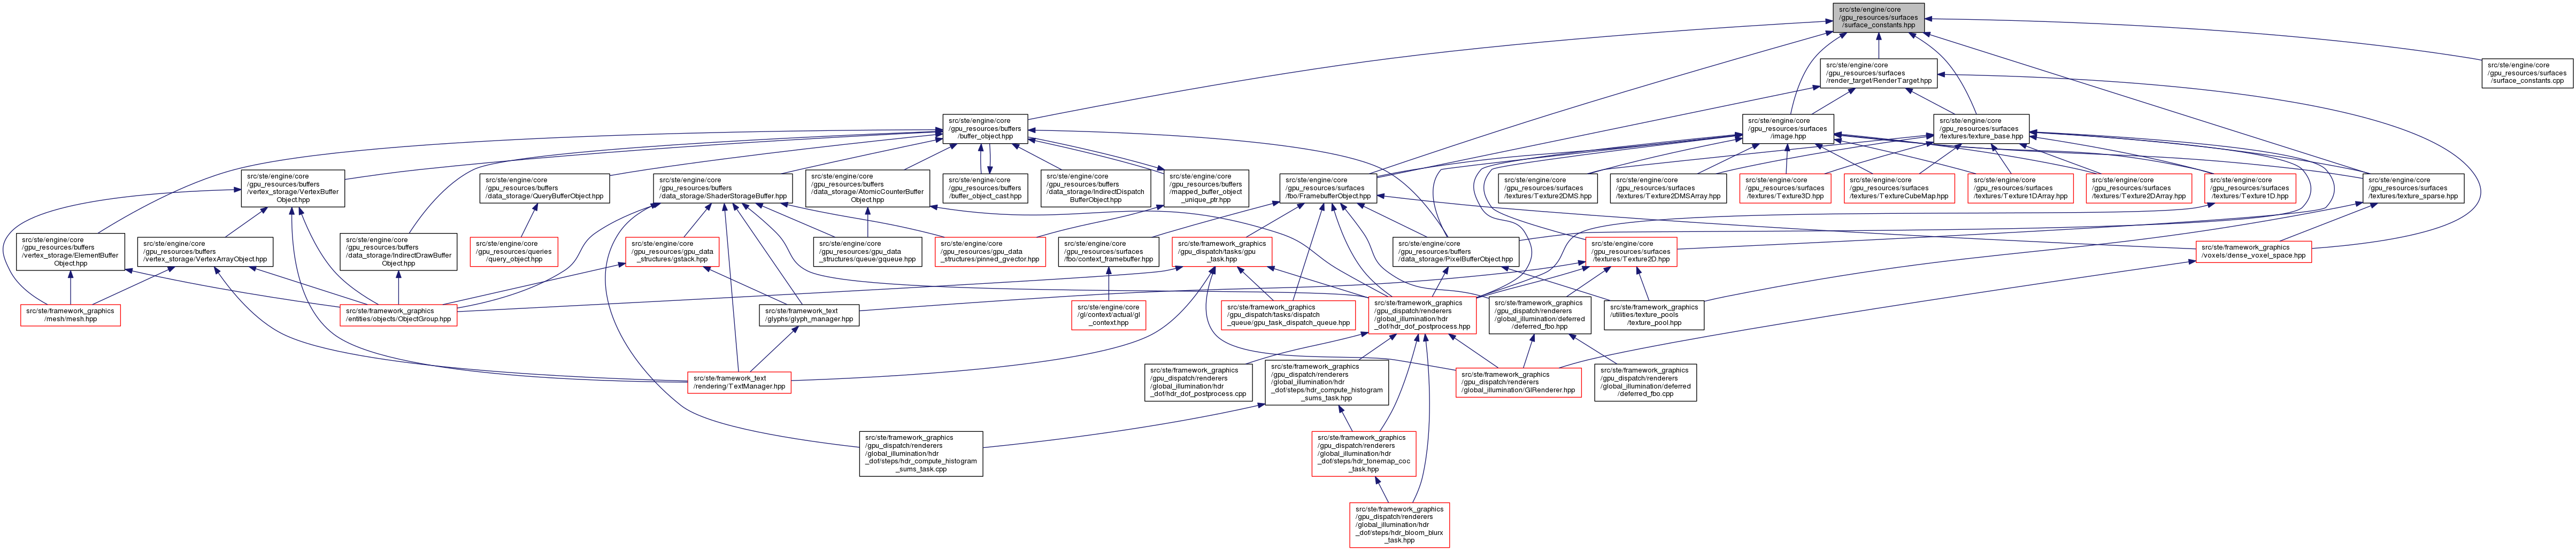 src/ste/engine/core
/gpu_resources/surfaces
/surface_constants.hpp
src/ste/engine/core
/gpu_resources/surfaces
/render_target/RenderTarget.hpp
src/ste/engine/core
/gpu_resources/surfaces
/surface_constants.cpp
src/ste/engine/core
/gpu_resources/buffers
/buffer_object.hpp
src/ste/engine/core
/gpu_resources/surfaces
/image.hpp
src/ste/engine/core
/gpu_resources/surfaces
/textures/texture_base.hpp
src/ste/engine/core
/gpu_resources/buffers
/vertex_storage/VertexBuffer
Object.hpp
src/ste/engine/core
/gpu_resources/buffers
/data_storage/QueryBufferObject.hpp
src/ste/engine/core
/gpu_resources/buffers
/data_storage/ShaderStorageBuffer.hpp
src/ste/engine/core
/gpu_resources/buffers
/data_storage/AtomicCounterBuffer
Object.hpp
src/ste/engine/core
/gpu_resources/buffers
/buffer_object_cast.hpp
src/ste/engine/core
/gpu_resources/buffers
/data_storage/IndirectDispatch
BufferObject.hpp
src/ste/engine/core
/gpu_resources/buffers
/mapped_buffer_object
_unique_ptr.hpp
src/ste/engine/core
/gpu_resources/surfaces
/fbo/FramebufferObject.hpp
src/ste/engine/core
/gpu_resources/surfaces
/textures/Texture2DMS.hpp
src/ste/engine/core
/gpu_resources/surfaces
/textures/Texture2DMSArray.hpp
src/ste/engine/core
/gpu_resources/surfaces
/textures/Texture3D.hpp
src/ste/engine/core
/gpu_resources/surfaces
/textures/TextureCubeMap.hpp
src/ste/engine/core
/gpu_resources/surfaces
/textures/Texture1DArray.hpp
src/ste/engine/core
/gpu_resources/surfaces
/textures/Texture2DArray.hpp
src/ste/engine/core
/gpu_resources/surfaces
/textures/Texture1D.hpp
src/ste/engine/core
/gpu_resources/surfaces
/textures/texture_sparse.hpp
src/ste/engine/core
/gpu_resources/buffers
/vertex_storage/ElementBuffer
Object.hpp
src/ste/engine/core
/gpu_resources/buffers
/vertex_storage/VertexArrayObject.hpp
src/ste/engine/core
/gpu_resources/buffers
/data_storage/IndirectDrawBuffer
Object.hpp
src/ste/engine/core
/gpu_resources/queries
/query_object.hpp
src/ste/engine/core
/gpu_resources/gpu_data
_structures/gstack.hpp
src/ste/engine/core
/gpu_resources/gpu_data
_structures/queue/gqueue.hpp
src/ste/engine/core
/gpu_resources/gpu_data
_structures/pinned_gvector.hpp
src/ste/engine/core
/gpu_resources/surfaces
/fbo/context_framebuffer.hpp
src/ste/framework_graphics
/gpu_dispatch/tasks/gpu
_task.hpp
src/ste/engine/core
/gpu_resources/buffers
/data_storage/PixelBufferObject.hpp
src/ste/engine/core
/gpu_resources/surfaces
/textures/Texture2D.hpp
src/ste/framework_graphics
/voxels/dense_voxel_space.hpp
src/ste/framework_graphics
/mesh/mesh.hpp
src/ste/framework_graphics
/entities/objects/ObjectGroup.hpp
src/ste/framework_text
/glyphs/glyph_manager.hpp
src/ste/engine/core
/gl/context/actual/gl
_context.hpp
src/ste/framework_graphics
/gpu_dispatch/tasks/dispatch
_queue/gpu_task_dispatch_queue.hpp
src/ste/framework_graphics
/gpu_dispatch/renderers
/global_illumination/hdr
_dof/hdr_dof_postprocess.hpp
src/ste/framework_graphics
/gpu_dispatch/renderers
/global_illumination/deferred
/deferred_fbo.hpp
src/ste/framework_graphics
/utilities/texture_pools
/texture_pool.hpp
src/ste/framework_text
/rendering/TextManager.hpp
src/ste/framework_graphics
/gpu_dispatch/renderers
/global_illumination/hdr
_dof/hdr_dof_postprocess.cpp
src/ste/framework_graphics
/gpu_dispatch/renderers
/global_illumination/hdr
_dof/steps/hdr_compute_histogram
_sums_task.hpp
src/ste/framework_graphics
/gpu_dispatch/renderers
/global_illumination/GIRenderer.hpp
src/ste/framework_graphics
/gpu_dispatch/renderers
/global_illumination/deferred
/deferred_fbo.cpp
src/ste/framework_graphics
/gpu_dispatch/renderers
/global_illumination/hdr
_dof/steps/hdr_compute_histogram
_sums_task.cpp
src/ste/framework_graphics
/gpu_dispatch/renderers
/global_illumination/hdr
_dof/steps/hdr_tonemap_coc
_task.hpp
src/ste/framework_graphics
/gpu_dispatch/renderers
/global_illumination/hdr
_dof/steps/hdr_bloom_blurx
_task.hpp